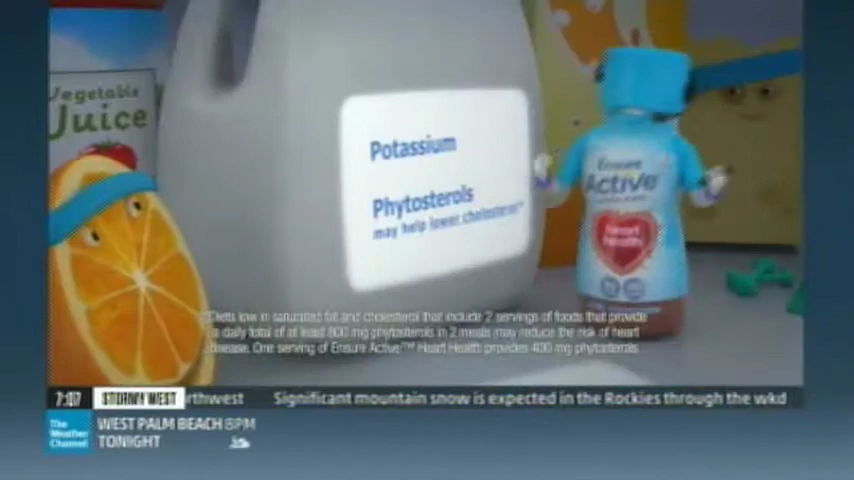 Vegetable
Juice
Potassium
Phytosterols
may help lower cholesterol**
Ensure
Active™
Heart
Health
*Diets low in saturated fat and cholesterol that include 2 servings of foods that provide
a daily total of at least 800 mg phytosterols in 2 meals may reduce the risk of heart
disease. One serving of Ensure Active™ Heart Health provides 400 mg phytosterols.
7:07 STORMY WEST rthwest Significant mountain snow is expected in the Rockies through the wkd
The
Weather
Channel
WEST PALM BEACH 8PM
TONIGHT